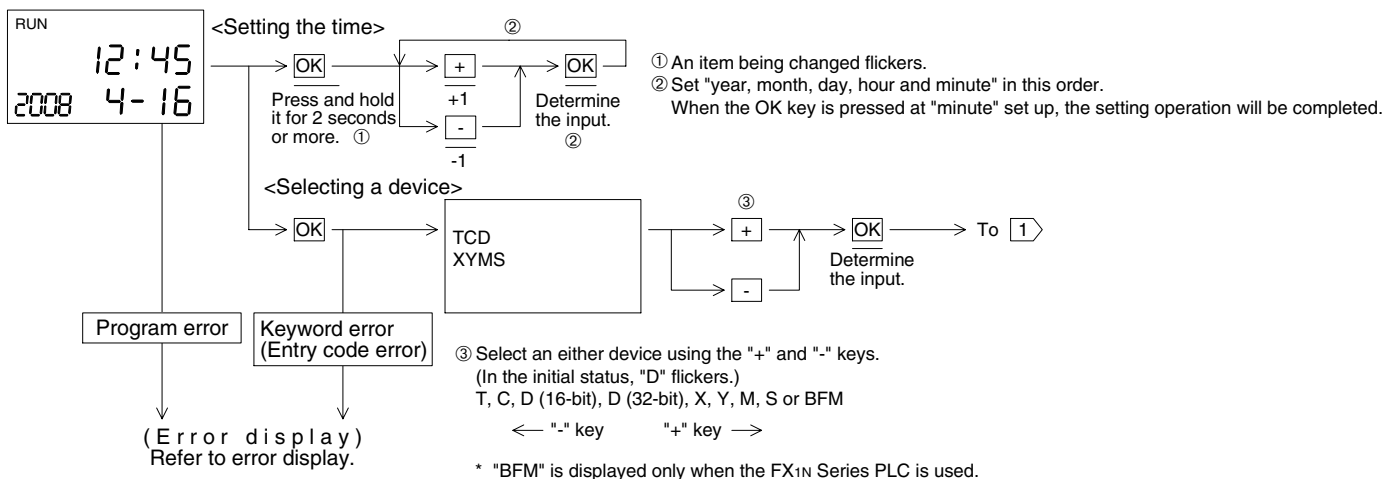 RUN
12:45
2008 4-16
<Setting the time>
②
OK
+
OK
Press and hold
it for 2 seconds
or more. ①
+1
-
-1
Determine
the input.
②
① An item being changed flickers.
② Set "year, month, day, hour and minute" in this order.
When the OK key is pressed at "minute" set up, the setting operation will be completed.
<Selecting a device>
OK
TCD
XYMS
③
+
-
OK
Determine
the input.
To 1
Program error
Keyword error
(Entry code error)
(Error display)
Refer to error display.
③ Select an either device using the "+" and "-" keys.
(In the initial status, "D" flickers.)
T, C, D (16-bit), D (32-bit), X, Y, M, S or BFM
← "-" key "+" key →
* "BFM" is displayed only when the FX1N Series PLC is used.